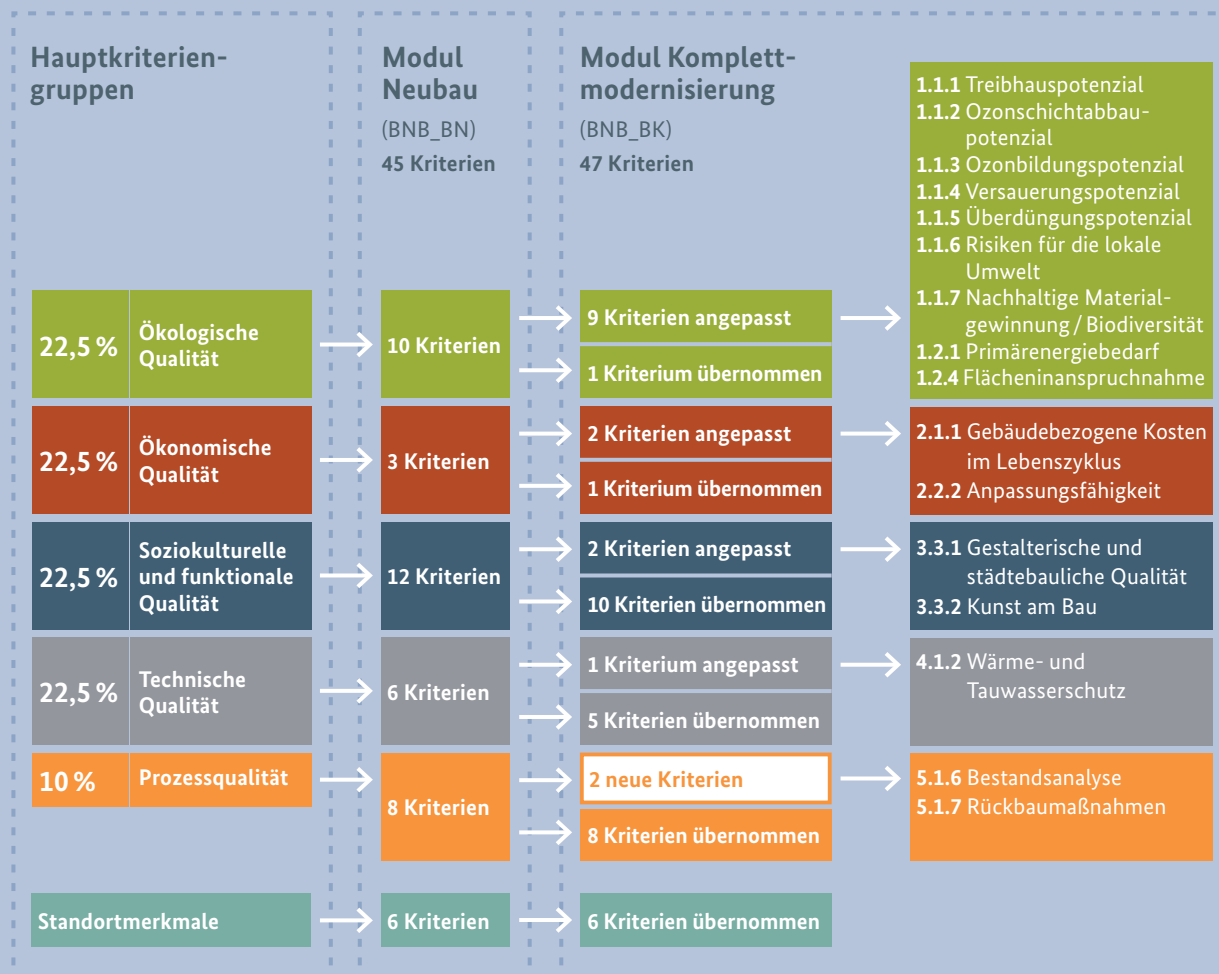 Hauptkriterien-
gruppen
Modul
Neubau
(BNB_BN)
45 Kriterien
Modul Komplett-
modernisierung
(BNB_BK)
47 Kriterien
22,5 %
Ökologische
Qualität
10 Kriterien
9 Kriterien angepasst
1 Kriterium übernommen
1.1.1 Treibhauspotenzial
1.1.2 Ozonschichtabbau-
potenzial
1.1.3 Ozonbildungspotenzial
1.1.4 Versauerungspotenzial
1.1.5 Überdüngungspotenzial
1.1.6 Risiken für die lokale
Umwelt
1.1.7 Nachhaltige Material-
gewinnung / Biodiversität
1.2.1 Primärenergiebedarf
1.2.4 Flächeninanspruchnahme
22,5 %
Ökonomische
Qualität
3 Kriterien
2 Kriterien angepasst
1 Kriterium übernommen
2.1.1 Gebäudebezogene Kosten
im Lebenszyklus
2.2.2 Anpassungsfähigkeit
22,5 %
Soziokulturelle
und funktionale
Qualität
12 Kriterien
2 Kriterien angepasst
10 Kriterien übernommen
3.3.1 Gestalterische und
städtebauliche Qualität
3.3.2 Kunst am Bau
22,5 %
Technische
Qualität
6 Kriterien
1 Kriterium angepasst
5 Kriterien übernommen
4.1.2 Wärme- und
Tauwasserschutz
10 %
Prozessqualität
8 Kriterien
2 neue Kriterien
8 Kriterien übernommen
5.1.6 Bestandsanalyse
5.1.7 Rückbaumaßnahmen
Standortmerkmale
6 Kriterien
6 Kriterien übernommen